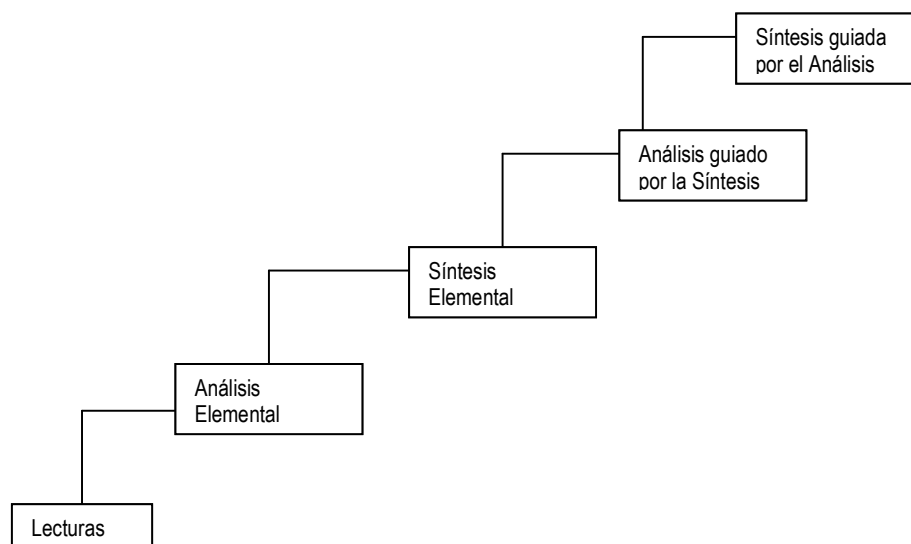 Síntesis guiada
por el Análisis
Análisis guiado
por la Síntesis
Síntesis
Elemental
Análisis
Elemental
Lecturas